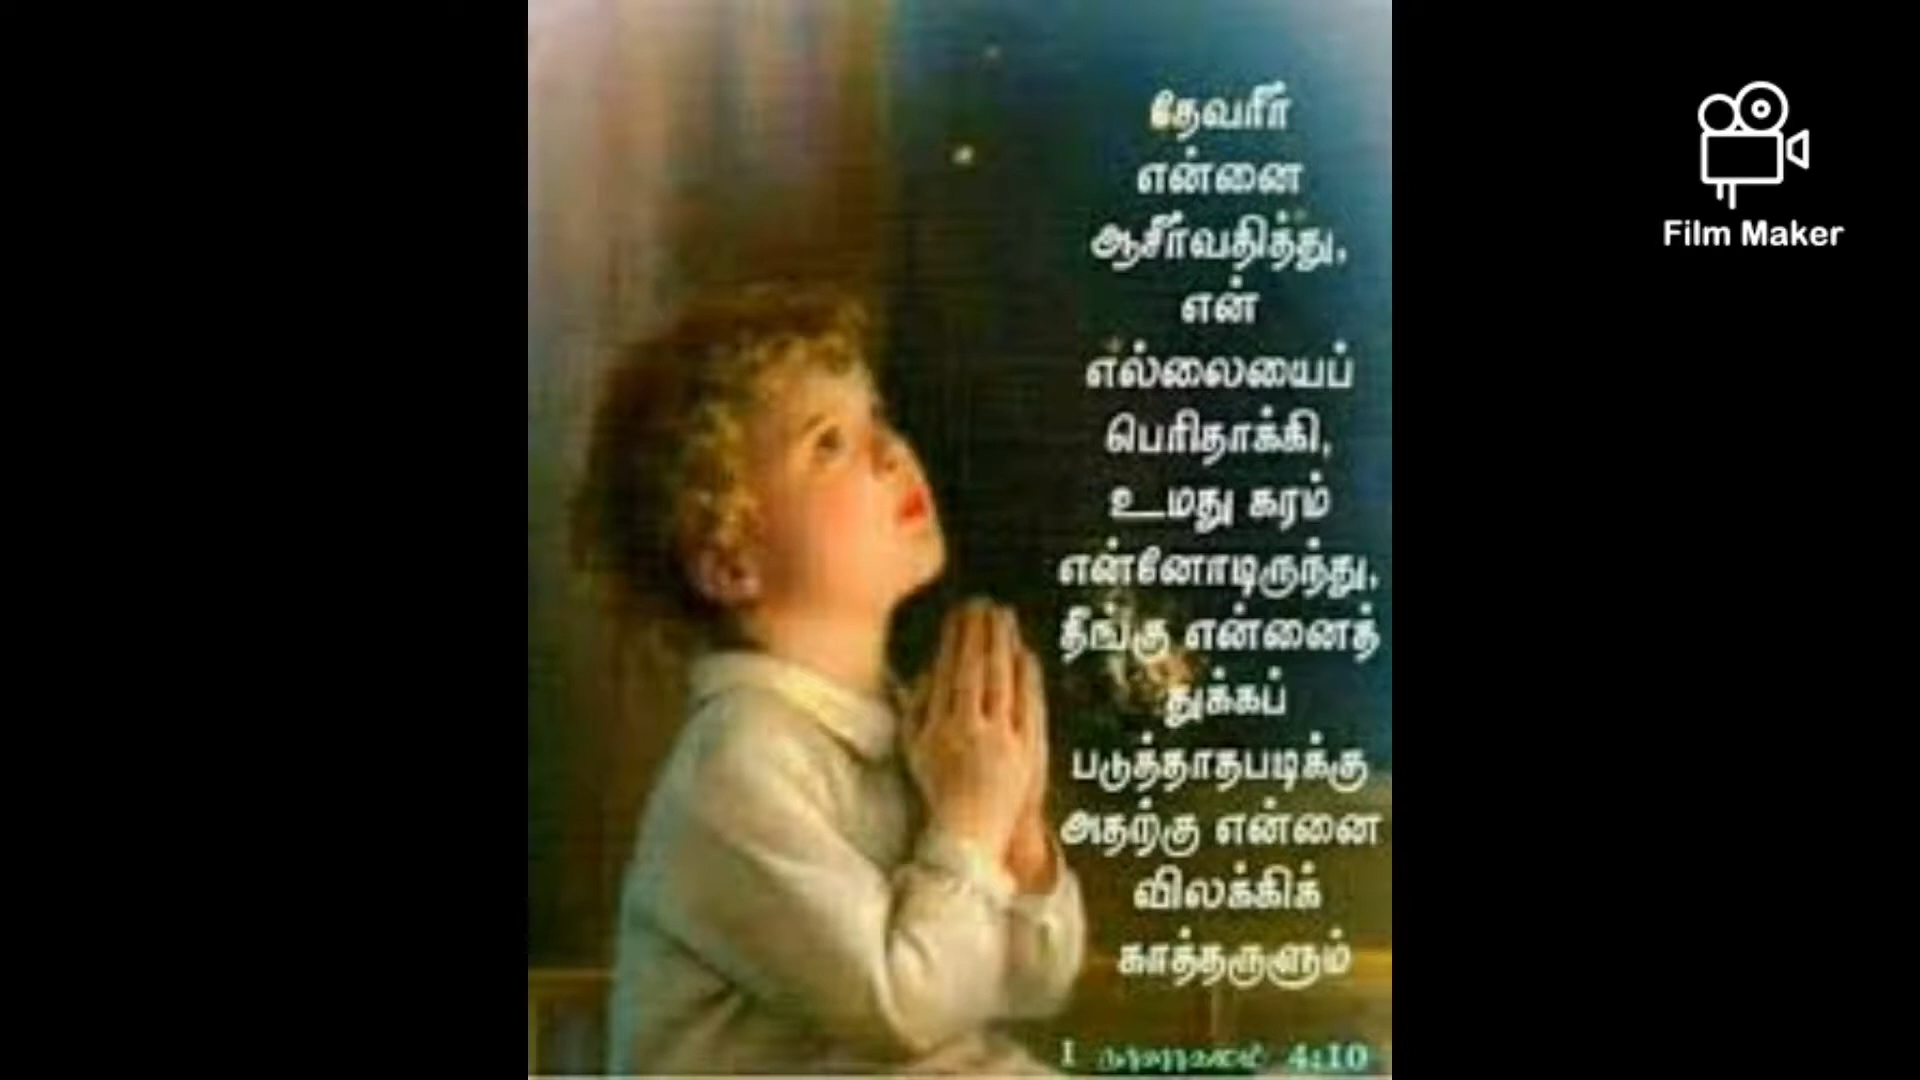 தேவரீர்
என்னை
ஆசீர்வதித்து,
என்
எல்லையைப்
பெரிதாக்கி,
உமது கரம்
என்னோடிருந்து,
தீங்கு என்னைத்
துக்கப்
படுத்தாதபடிக்கு
அதற்கு என்னை
விலக்கிக்
காத்தருளும்
I நாளாகமம் 4:10
Film Maker